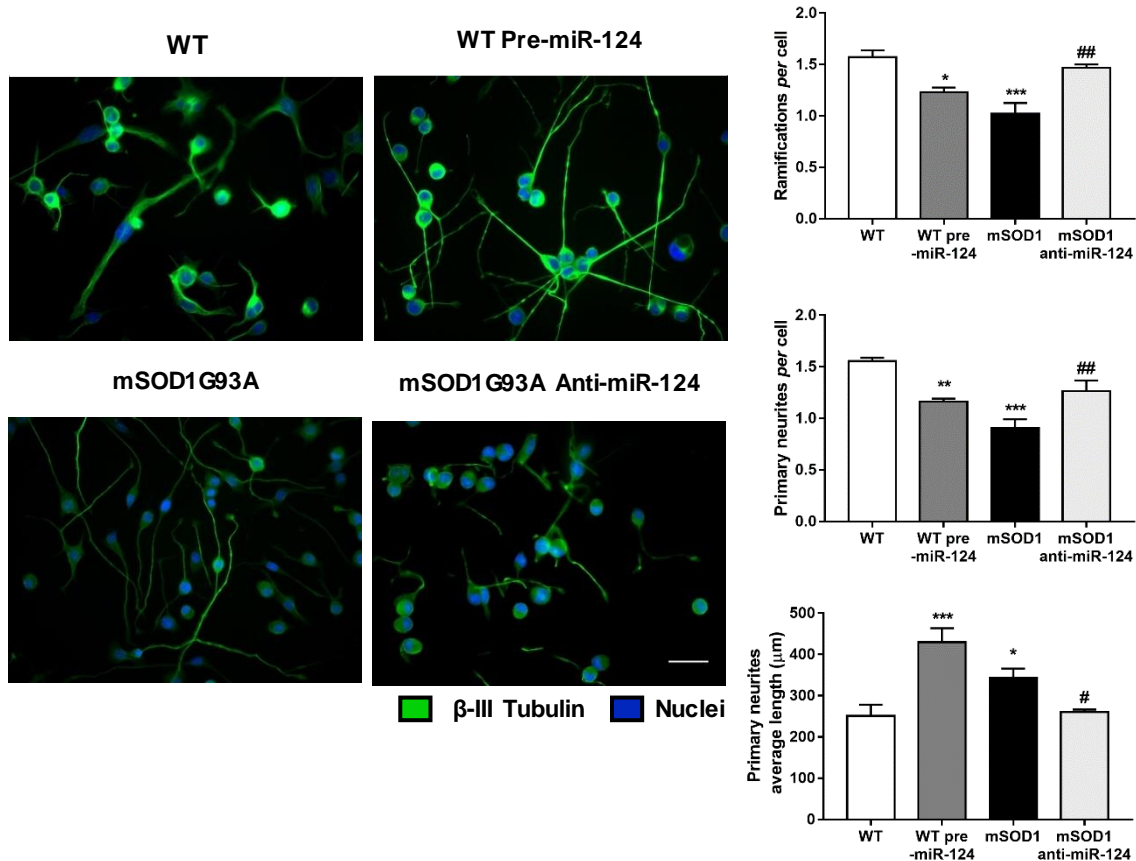 WT
WT Pre-miR-124
mSOD1G93A
mSOD1G93A Anti-miR-124
β-III Tubulin
Nuclei
Ramifications per cell
2.0
1.5
1.0
0.5
0.0
*
***
##
WT
WT pre
-miR-124
mSOD1
mSOD1
anti-miR-124
Primary neurites per cell
2.0
1.5
1.0
0.5
0.0
**
***
##
WT
WT pre
-miR-124
mSOD1
mSOD1
anti-miR-124
Primary neurites
average length (μm)
500
400
300
200
100
0
***
*
#
WT
WT pre
-miR-124
mSOD1
mSOD1
anti-miR-124